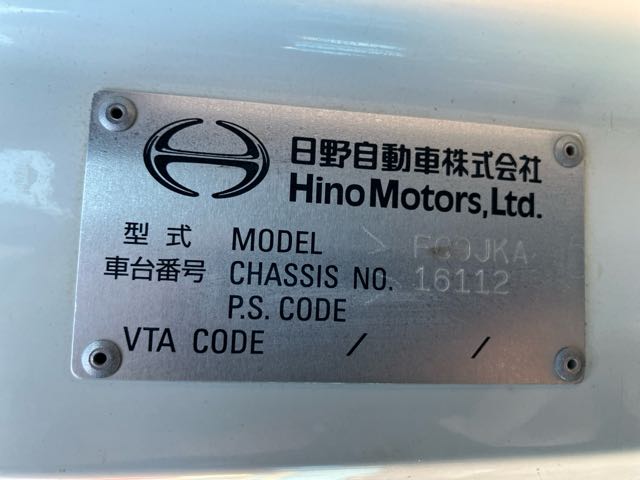 日野自動車株式会社
Hino Motors, Ltd.
型式 MODEL FC9JKA
車台番号 CHASSIS NO. 16112
P.S. CODE
VTA CODE / /